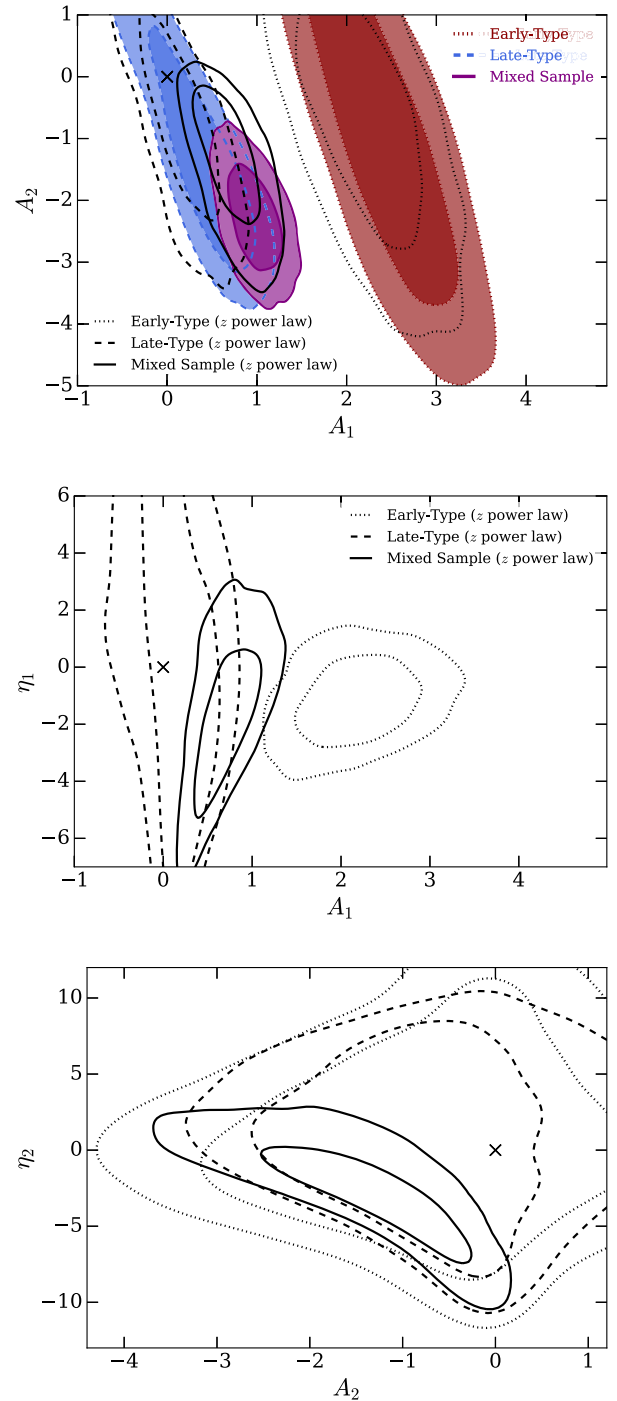 1
0
−1
−2
−3
−4
−5
A2
Early-Type
Late-Type
Mixed Sample
Early-Type (z power law)
Late-Type (z power law)
Mixed Sample (z power law)
−1 0 1 2 3 4
A1
6
4
2
0
−2
−4
−6
η1
Early-Type (z power law)
Late-Type (z power law)
Mixed Sample (z power law)
−1 0 1 2 3 4
A1
10
5
0
−5
−10
η2
−4 −3 −2 −1 0 1
A2